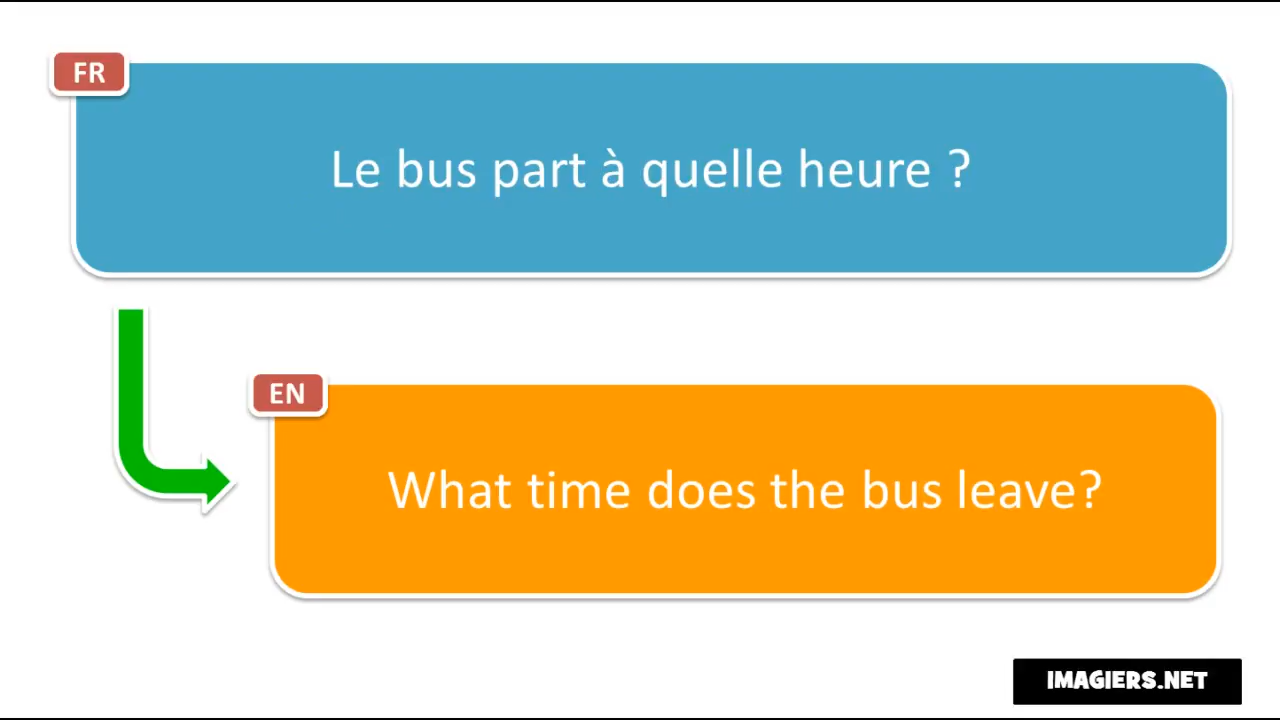 FR
Le bus part à quelle heure ?
EN
What time does the bus leave?
IMAGIERS.NET